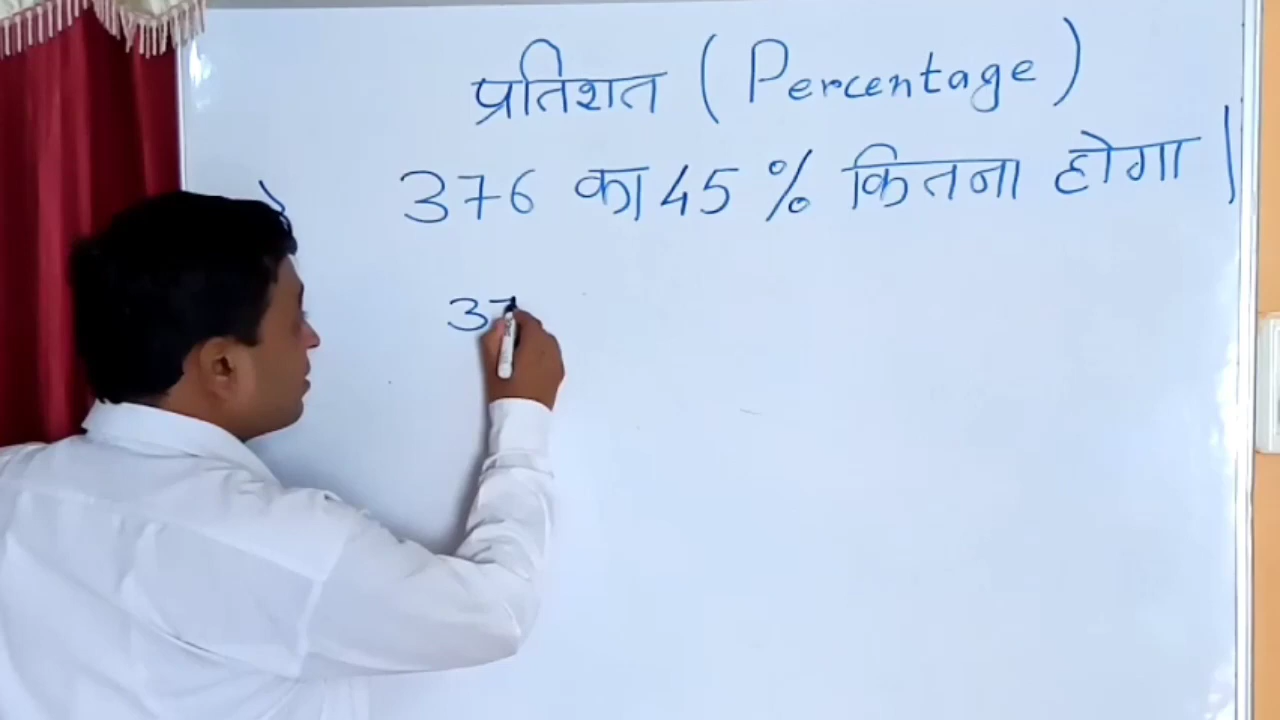 प्रतिशत ( Percentage )
376 का 45 % कितना होगा |
37